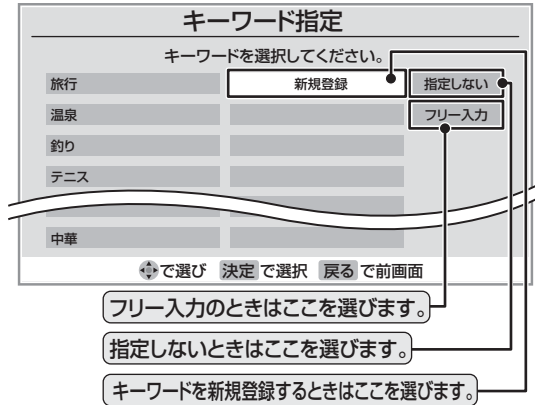 キーワード指定
キーワードを選択してください。
旅行 新規登録 指定しない
温泉 フリー入力
釣り
テニス
中華
で選び 決定 で選択 戻る で前画面
フリー入力のときはここを選びます。
指定しないときはここを選びます。
キーワードを新規登録するときはここを選びます。